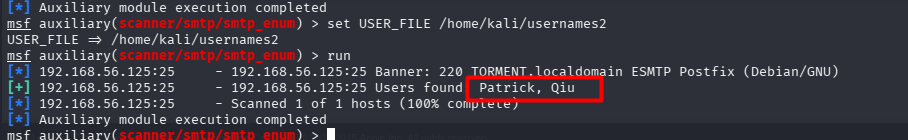 [*] Auxiliary module execution completed
msf auxiliary(scanner/smtp/smtp_enum) > set USER_FILE /home/kali/usernames2
USER_FILE => /home/kali/usernames2
msf auxiliary(scanner/smtp/smtp_enum) > run
[*] 192.168.56.125:25 - 192.168.56.125:25 Banner: 220 TORMENT.localdomain ESMTP Postfix (Debian/GNU)
[+] 192.168.56.125:25 - 192.168.56.125:25 Users found Patrick, Qiu
[*] 192.168.56.125:25 - Scanned 1 of 1 hosts (100% complete)
[*] Auxiliary module execution completed
msf auxiliary(scanner/smtp/smtp_enum) >